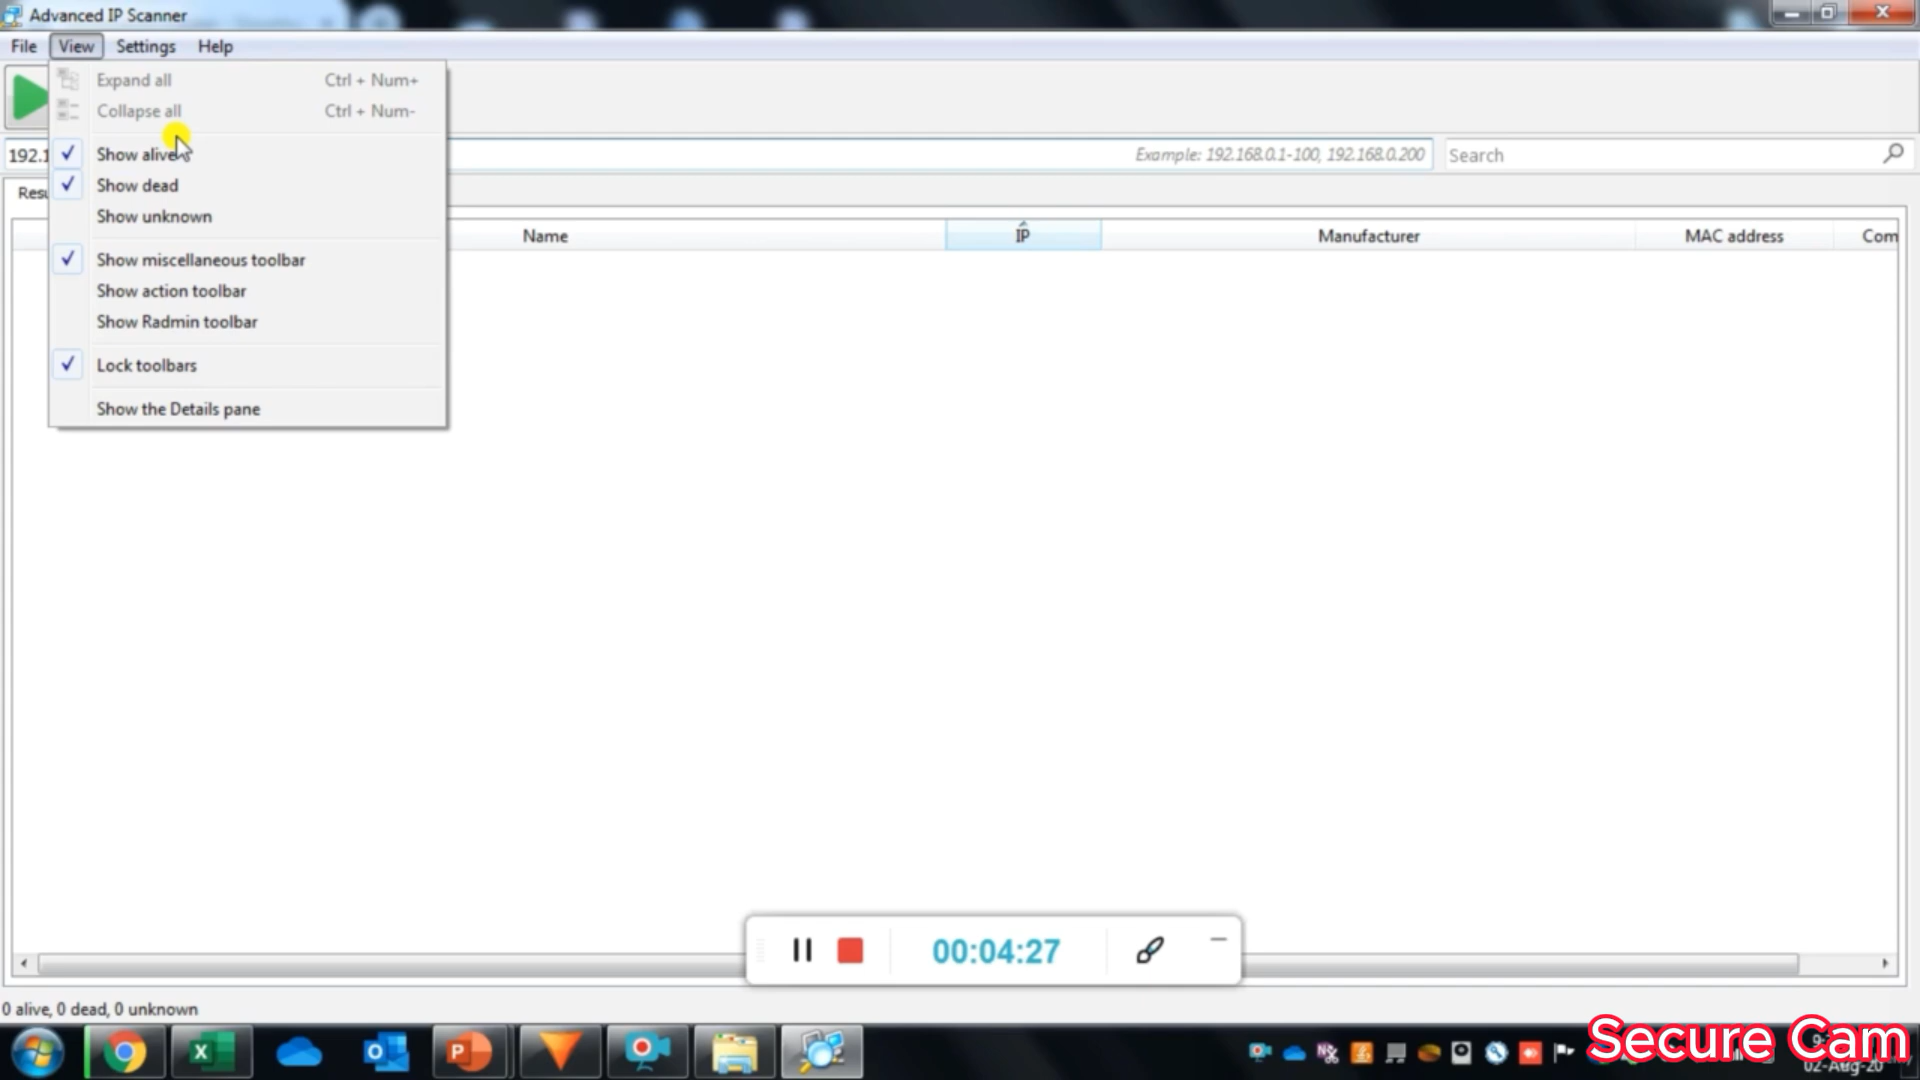 Advanced IP Scanner
File View Settings Help
Expand all Ctrl + Num+
Collapse all Ctrl + Num-
192.1 Show alive Example: 192.168.0.1-100, 192.168.0.200 Search
Show dead
Show unknown
Name IP Manufacturer MAC address Com
Show miscellaneous toolbar
Show action toolbar
Show Radmin toolbar
Lock toolbars
Show the Details pane
00:04:27
0 alive, 0 dead, 0 unknown
Secure Cam
02-Aug-20